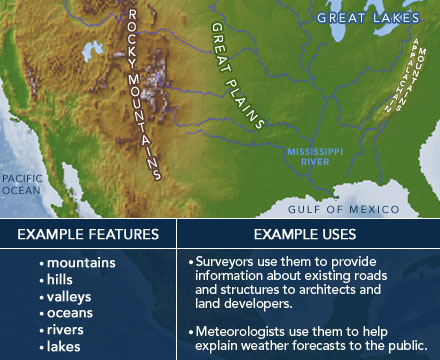 GREAT LAKES
ROCKY MOUNTAINS
GREAT PLAINS
APPALACHIAN
MOUNTAINS
MISSISSIPPI
RIVER
PACIFIC
OCEAN
GULF OF MEXICO
EXAMPLE FEATURES
• mountains
• hills
• valleys
• oceans
• rivers
• lakes
EXAMPLE USES
• Surveyors use them to provide
information about existing roads
and structures to architects and
land developers.
• Meteorologists use them to help
explain weather forecasts to the public.